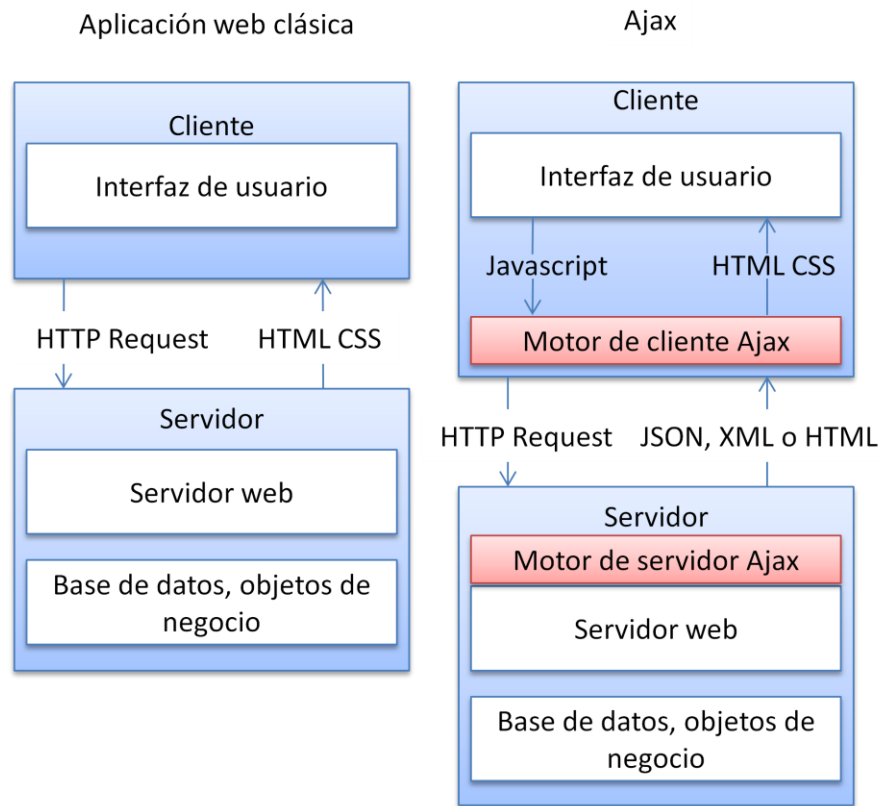 Aplicación web clásica
Cliente
Interfaz de usuario
HTTP Request
HTML CSS
Servidor
Servidor web
Base de datos, objetos de
negocio
Ajax
Cliente
Interfaz de usuario
Javascript
HTML CSS
Motor de cliente Ajax
HTTP Request
JSON, XML o HTML
Servidor
Motor de servidor Ajax
Servidor web
Base de datos, objetos de
negocio